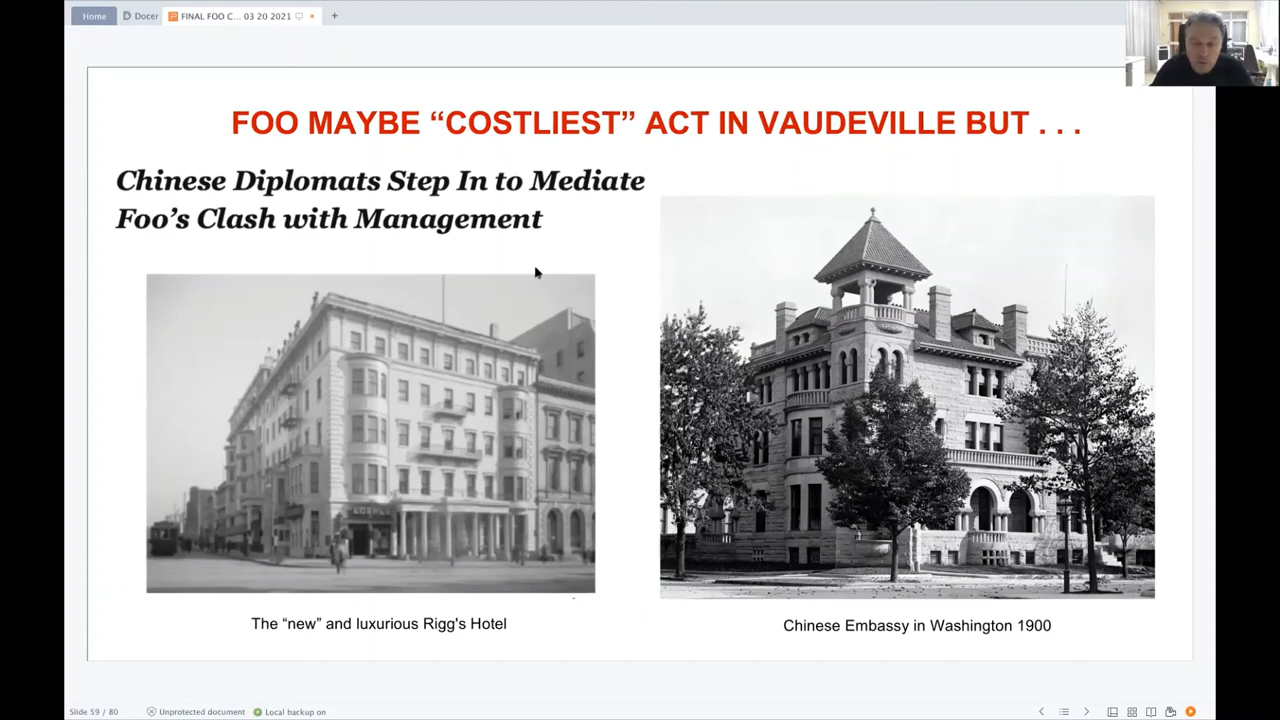 Home
Docer
FINAL FOO C... 03 20 2021
FOO MAYBE “COSTLIEST” ACT IN VAUDEVILLE BUT . . .
Chinese Diplomats Step In to Mediate
Foo’s Clash with Management
The “new” and luxurious Rigg's Hotel
Chinese Embassy in Washington 1900
Slide 59 / 80
Unprotected document
Local backup on